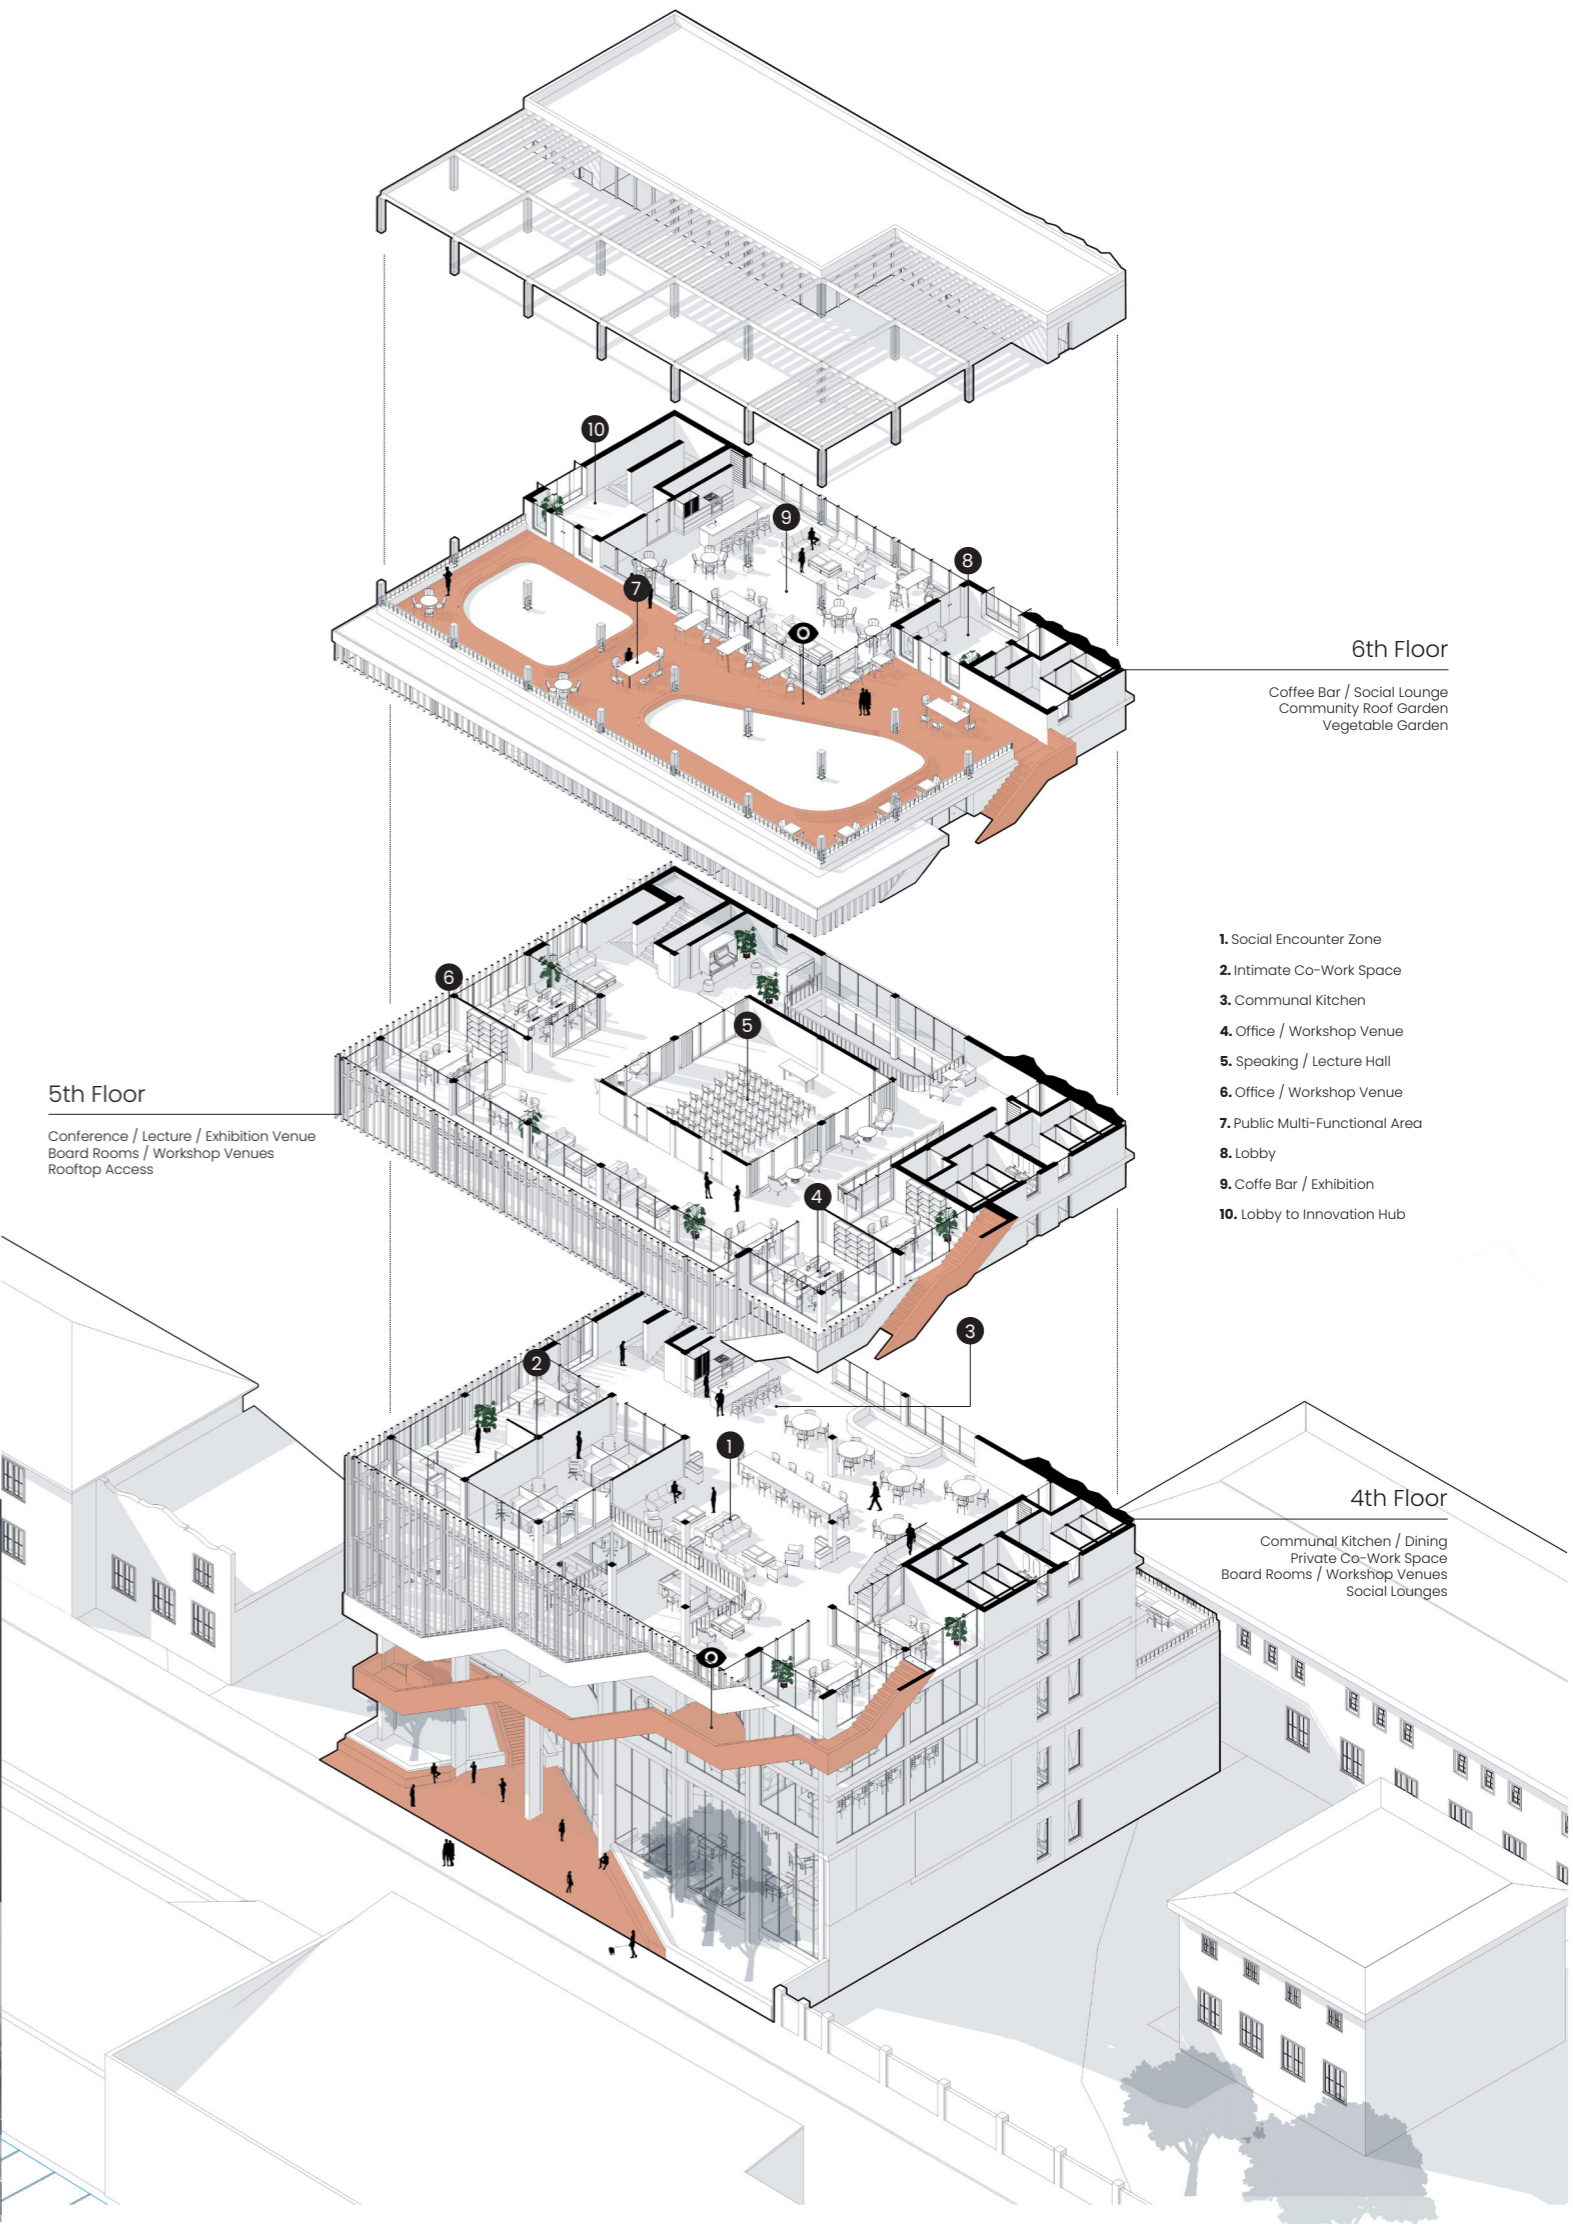 10
9
8
7
6th Floor
Coffee Bar / Social Lounge
Community Roof Garden
Vegetable Garden
6
5
4
5th Floor
Conference / Lecture / Exhibition Venue
Board Rooms / Workshop Venues
Rooftop Access
1. Social Encounter Zone
2. Intimate Co-Work Space
3. Communal Kitchen
4. Office / Workshop Venue
5. Speaking / Lecture Hall
6. Office / Workshop Venue
7. Public Multi-Functional Area
8. Lobby
9. Coffe Bar / Exhibition
10. Lobby to Innovation Hub
3
2
1
4th Floor
Communal Kitchen / Dining
Private Co-Work Space
Board Rooms / Workshop Venues
Social Lounges